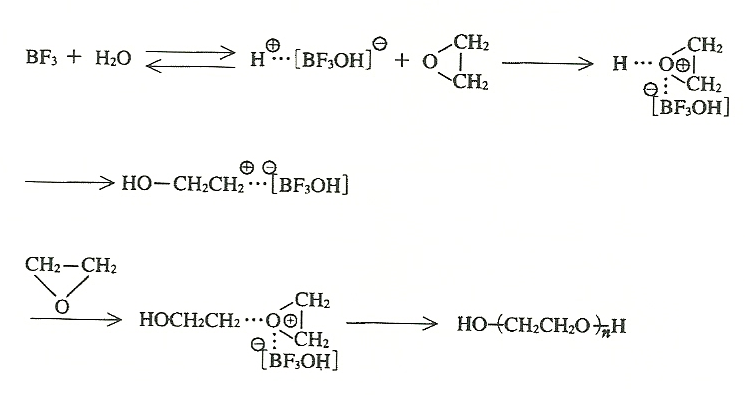 BF₃ + H₂O ⇌ H⊕···[BF₃OH]⊖ + O CH₂ CH₂ → H···O⊕ CH₂ CH₂ ⊖[BF₃OH]
→ HO—CH₂CH₂⊕···⊖[BF₃OH]
CH₂—CH₂ O
→ HOCH₂CH₂···O⊕ CH₂ CH₂ ⊖[BF₃OH] → HO-(CH₂CH₂O)-ₙH